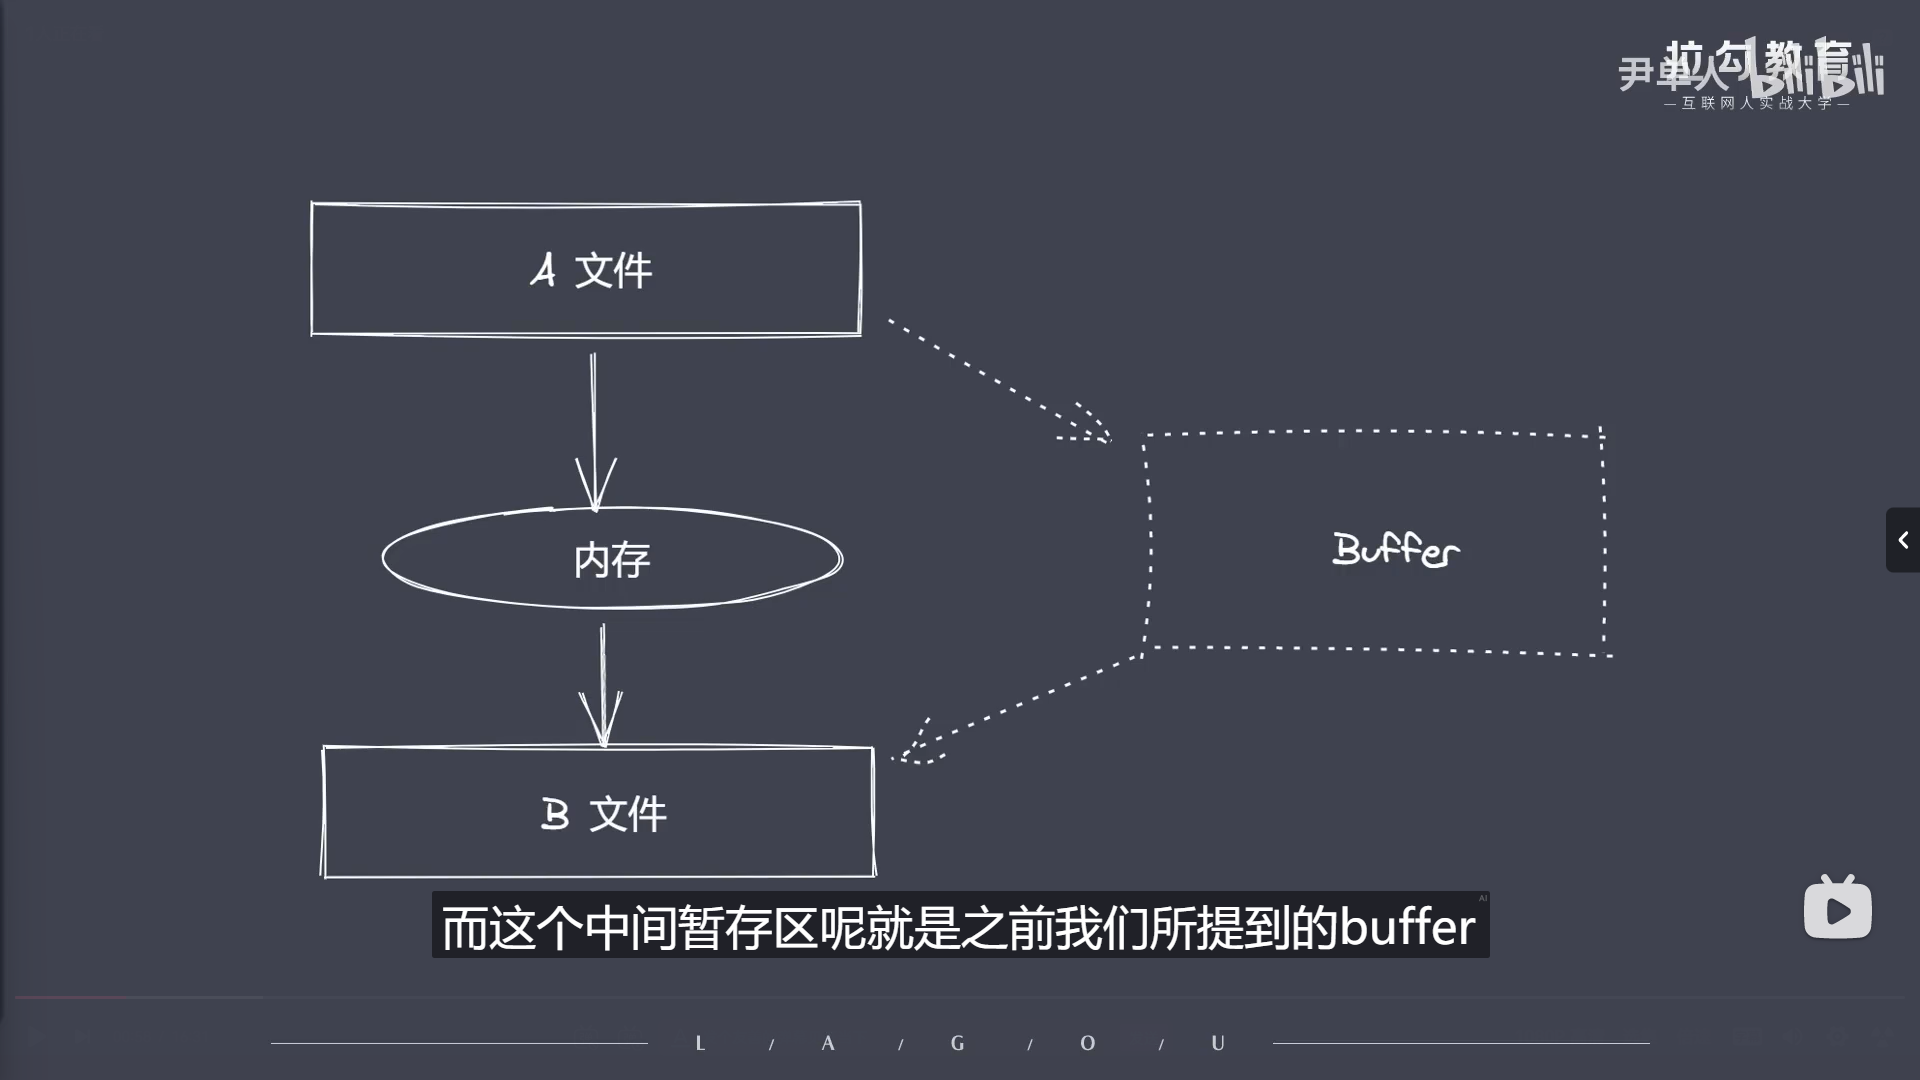 拉勾教育
尹单人
bilibili
— 互联网人实战大学 —
A 文件
内存
Buffer
B 文件
而这个中间暂存区呢就是之前我们所提到的buffer
AI
L / A / G / O / U